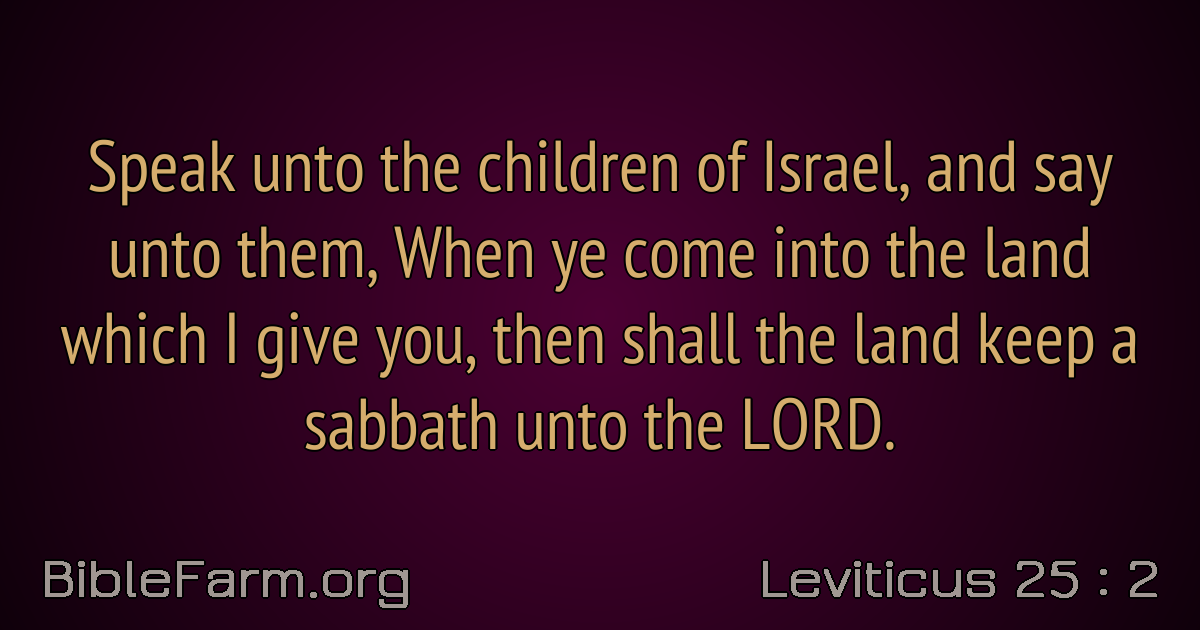 Speak unto the children of Israel, and say
unto them, When ye come into the land
which I give you, then shall the land keep a
sabbath unto the LORD.
BibleFarm.org
Leviticus 25 : 2